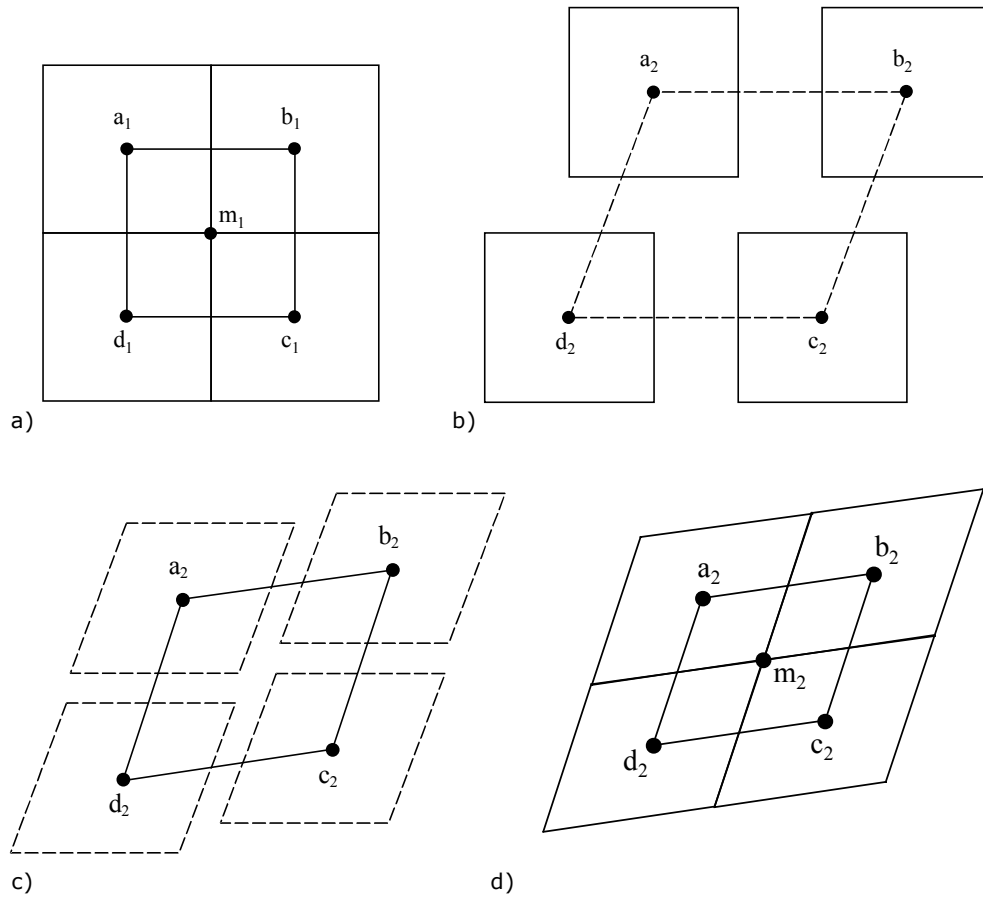 a₁ b₁
m₁
d₁ c₁
a)
a₂ b₂
d₂ c₂
b)
a₂ b₂
d₂ c₂
c)
a₂ b₂
m₂
d₂ c₂
d)